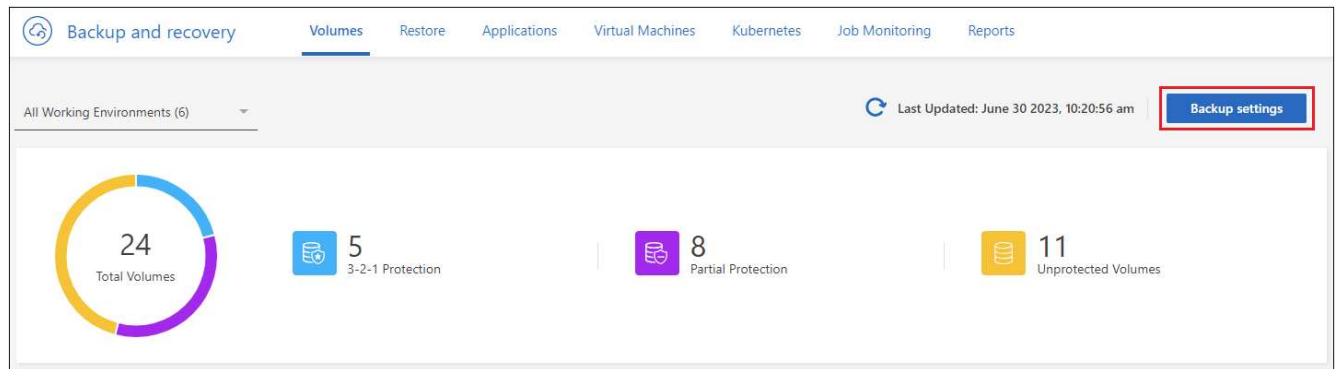 Backup and recovery Volumes Restore Applications Virtual Machines Kubernetes Job Monitoring Reports
All Working Environments (6) Last Updated: June 30 2023, 10:20:56 am Backup settings
24
Total Volumes
5
3-2-1 Protection
8
Partial Protection
11
Unprotected Volumes